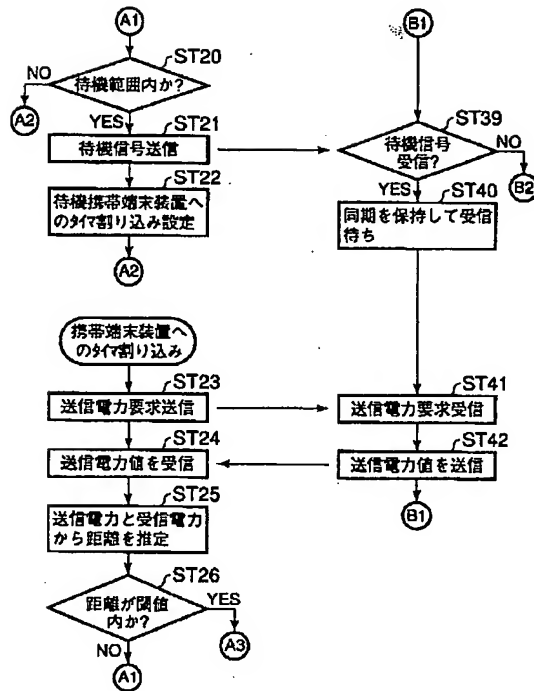 A1
ST20
NO
待機範囲内か?
A2
YES
ST21
待機信号送信
ST22
待機携帯端末装置へ
のタイマ割り込み設定
A2
携帯端末装置へ
のタイマ割り込み
ST23
送信電力要求送信
ST24
送信電力値を受信
ST25
送信電力と受信電力
から距離を推定
ST26
距離が閾値
内か?
YES
A3
NO
A1
B1
ST39
待機信号
受信?
NO
B2
YES
ST40
同期を保持して受信
待ち
ST41
送信電力要求受信
ST42
送信電力値を送信
B1